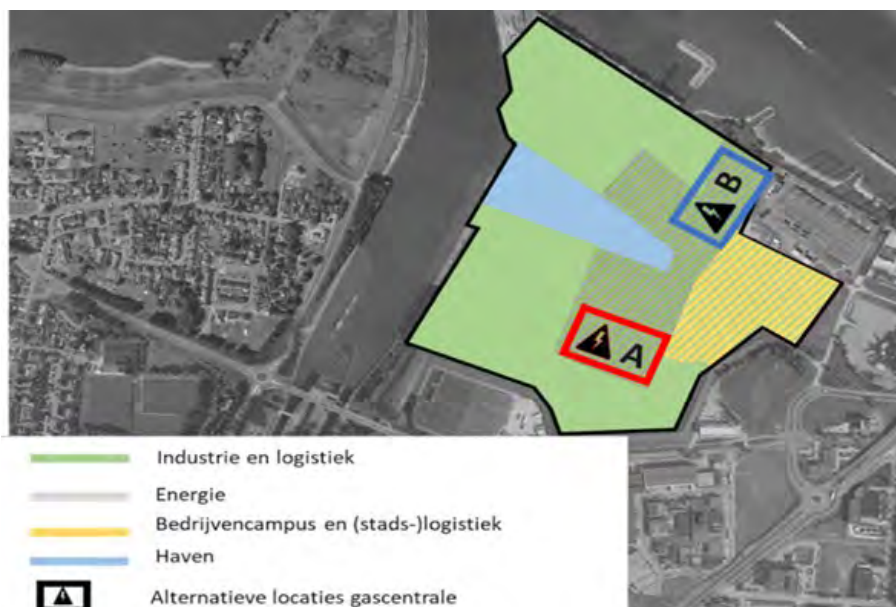 B
A
Industrie en logistiek
Energie
Bedrijvencampus en (stads-)logistiek
Haven
Alternatieve locaties gascentrale